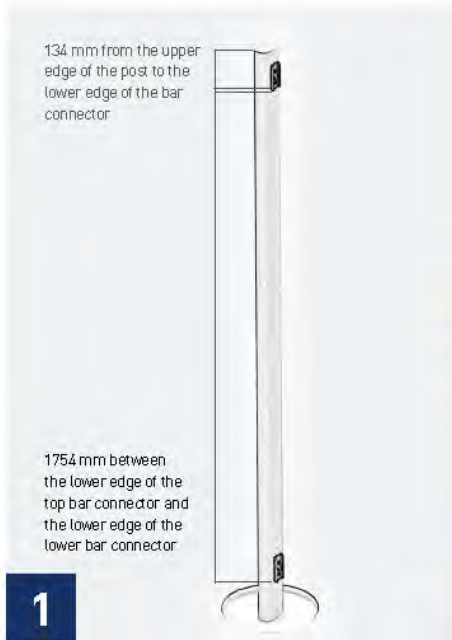 134 mm from the upper
edge of the post to the
lower edge of the bar
connector
1754 mm between
the lower edge of the
top bar connector and
the lower edge of the
lower bar connector
1